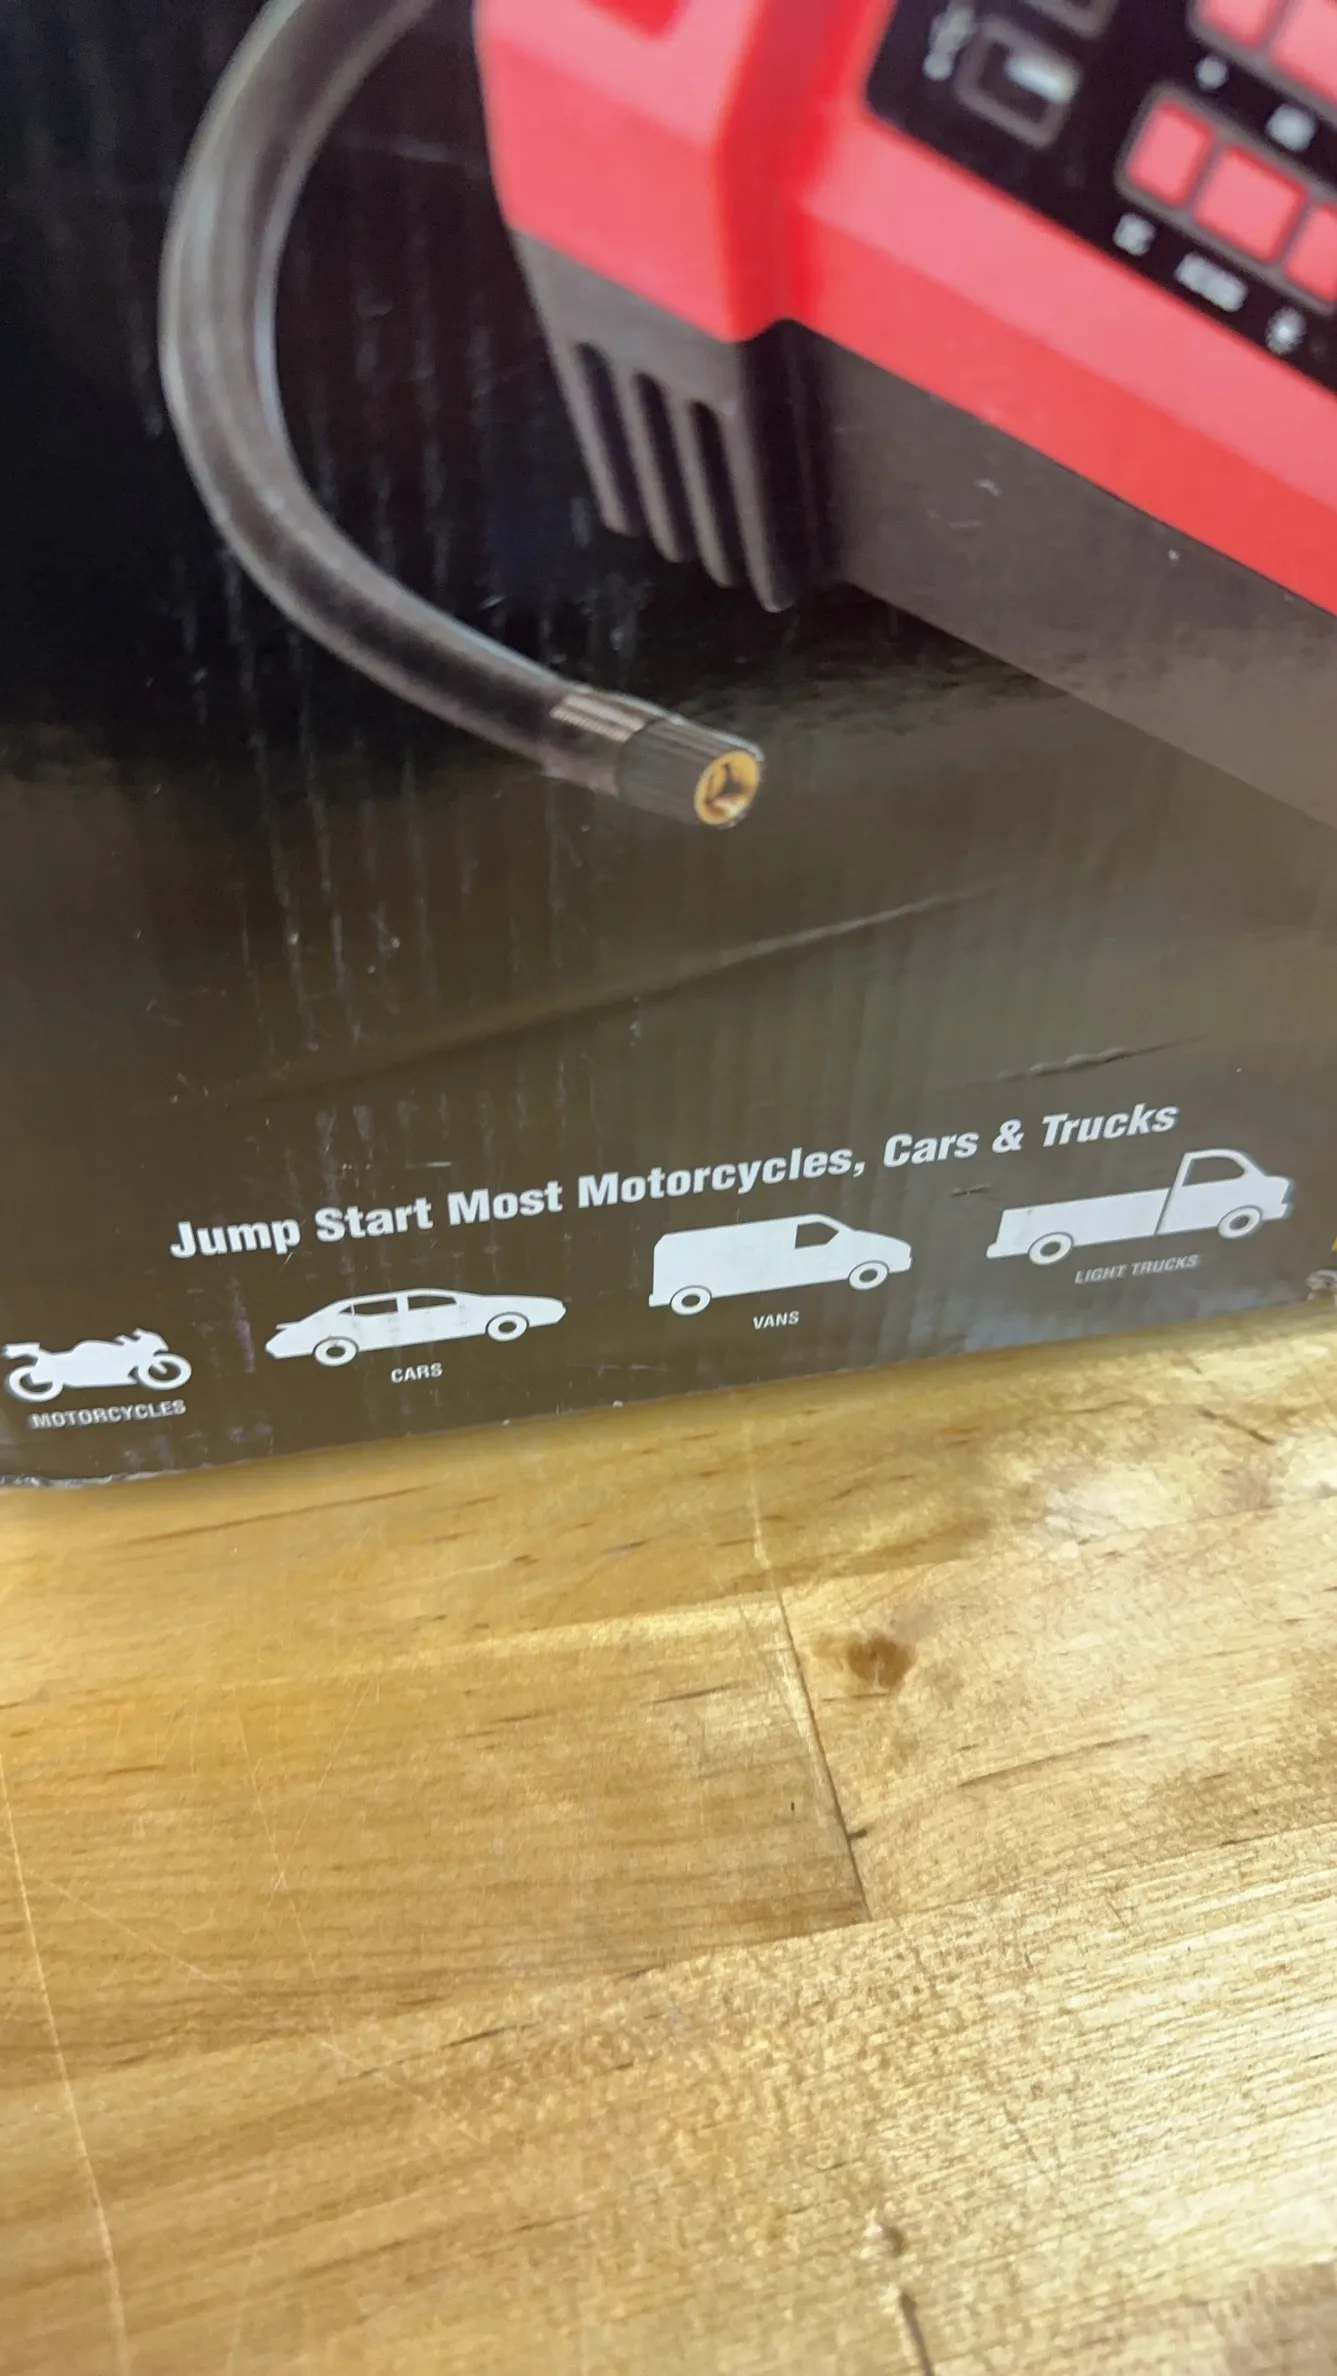 Jump Start Most Motorcycles, Cars & Trucks
MOTORCYCLES
CARS
VANS
LIGHT TRUCKS